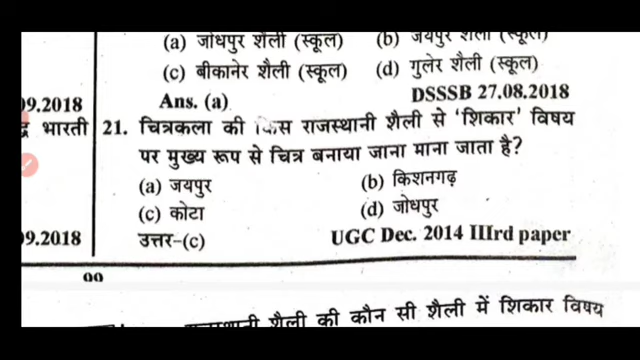 (a) जोधपुर शैली (स्कूल) (b) जयपुर शैली (स्कूल)
(c) बीकानेर शैली (स्कूल) (d) गुलेर शैली (स्कूल)
09.2018 Ans. (a) DSSSB 27.08.2018
भारती 21. चित्रकला की किस राजस्थानी शैली से 'शिकार' विषय
पर मुख्य रूप से चित्र बनाया जाना माना जाता है?
(a) जयपुर (b) किशनगढ़
(c) कोटा (d) जोधपुर
09.2018 उत्तर-(c) UGC Dec. 2014 IIIrd paper
शैली की कौन सी शैली में शिकार विषय